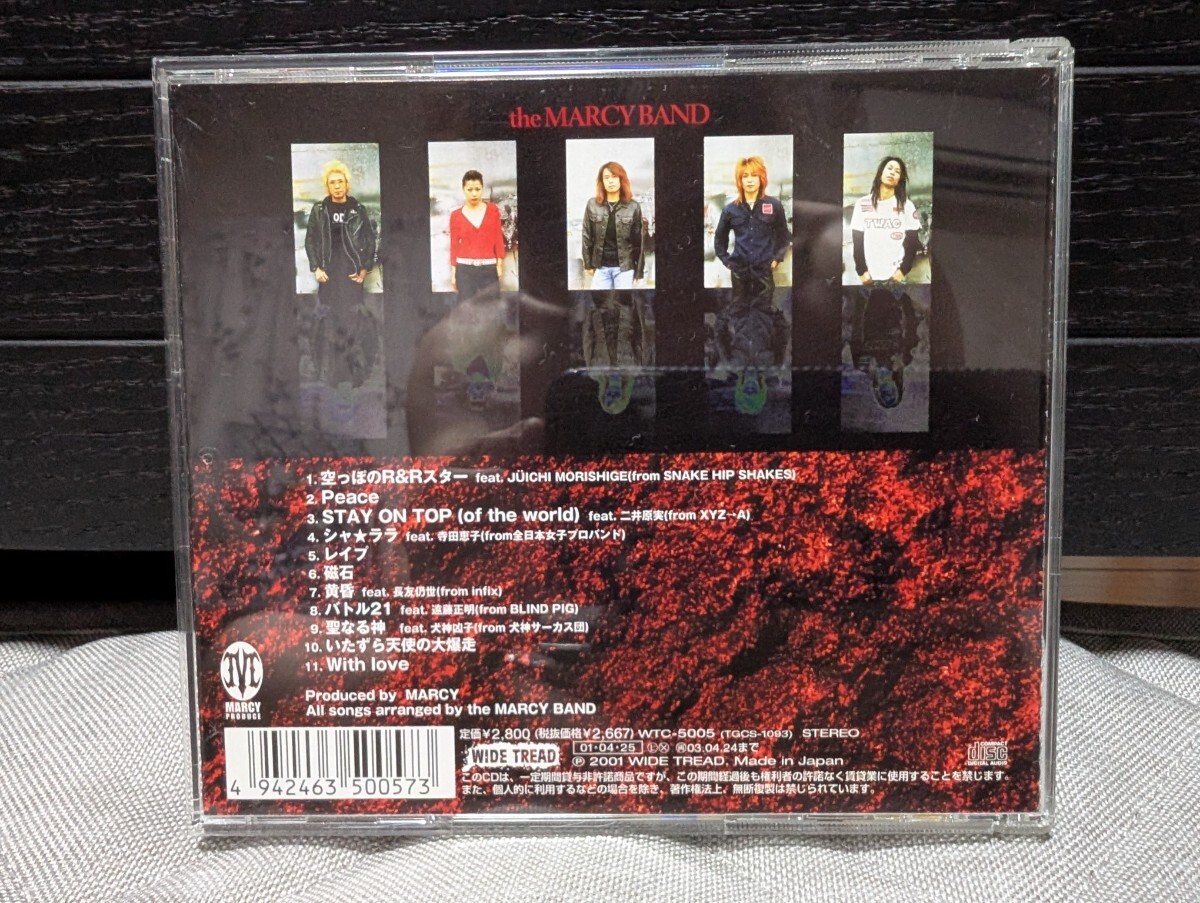 the MARCY BAND
OD
TWAC
1. 空っぽのR&Rスター feat. JÜICHI MORISHIGE(from SNAKE HIP SHAKES)
2. Peace
3. STAY ON TOP (of the world) feat. 二井原実(from XYZ→A)
4. シャ★ララ feat. 寺田恵子(from全日本女子プロバンド)
5. レイプ
6. 磁石
7. 黄昏 feat. 長友仍世(from infix)
8. バトル21 feat. 遠藤正明(from BLIND PIG)
9. 聖なる神 feat. 犬神凶子(from 犬神サーカス団)
10. いたずら天使の大爆走
11. With love
M
MARCY
PRODUCE
Produced by MARCY
All songs arranged by the MARCY BAND
定価¥2,800 (税抜価格¥2,667) WTC-5005 (TGCS-1093) STEREO
WIDE TREAD 01・04・25 Ⓛ Ⓧ 再03.04.24まで
Ⓟ 2001 WIDE TREAD. Made in Japan
このCDは、一定期間貸与非許諾商品ですが、この期間経過後も権利者の許諾なく賃貸業に使用することを禁じます。
また、個人的に利用するなどの場合を除き、著作権法上、無断複製は禁じられています。
COMPACT
disc
DIGITAL AUDIO
4 942463 500573